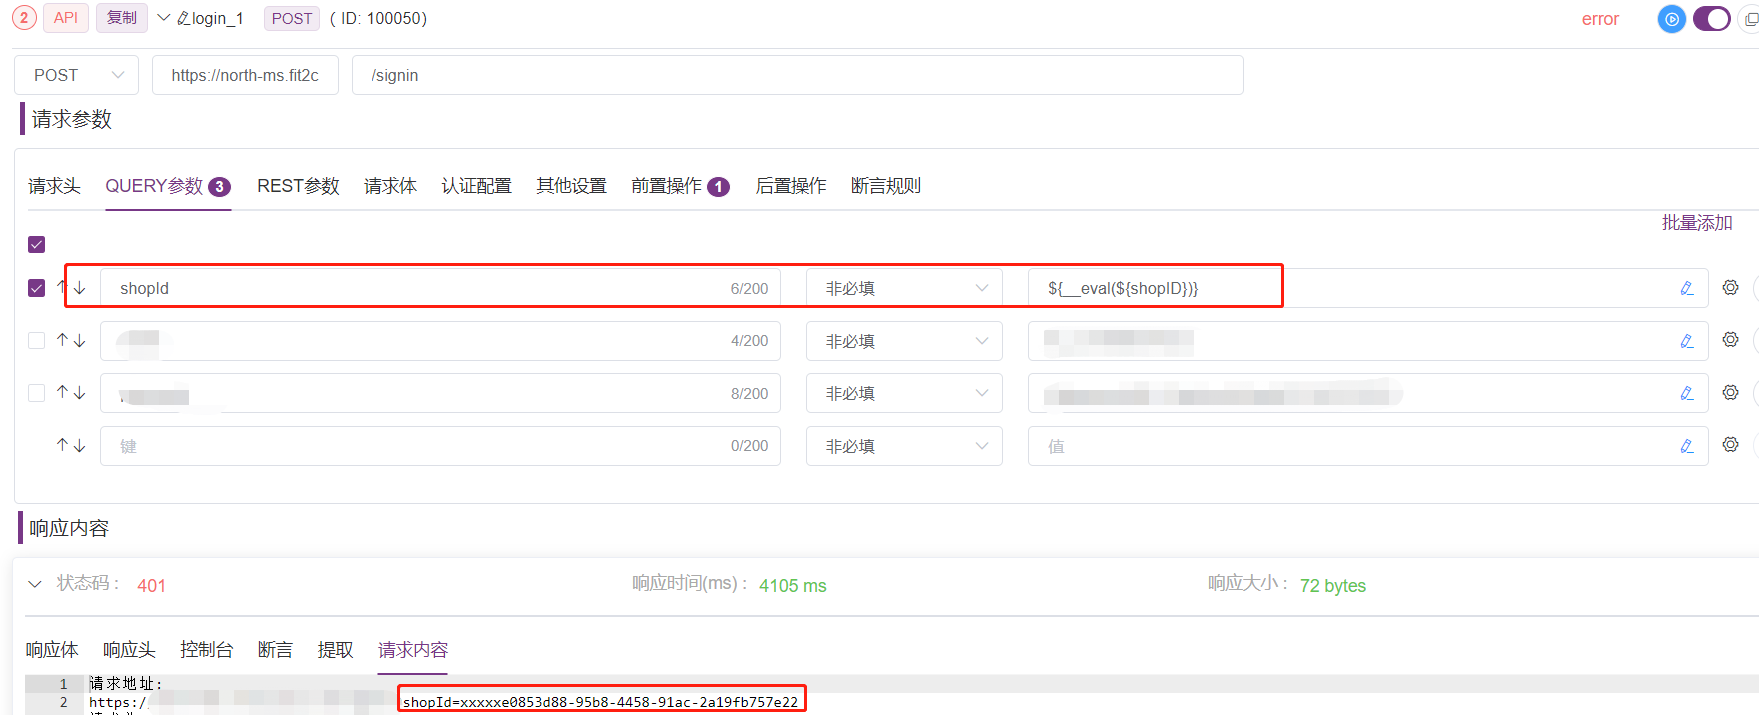 2 API 复制 login_1 POST ( ID: 100050) error
POST https://north-ms.fit2c /signin
请求参数
请求头 QUERY参数 3 REST参数 请求体 认证配置 其他设置 前置操作 1 后置操作 断言规则
批量添加
shopId 6/200 非必填 ${__eval(${shopID})}
4/200 非必填
8/200 非必填
键 0/200 非必填 值
响应内容
状态码： 401 响应时间(ms)： 4105 ms 响应大小： 72 bytes
响应体 响应头 控制台 断言 提取 请求内容
1 请求地址:
2 https:/ shopId=xxxxxe0853d88-95b8-4458-91ac-2a19fb757e22